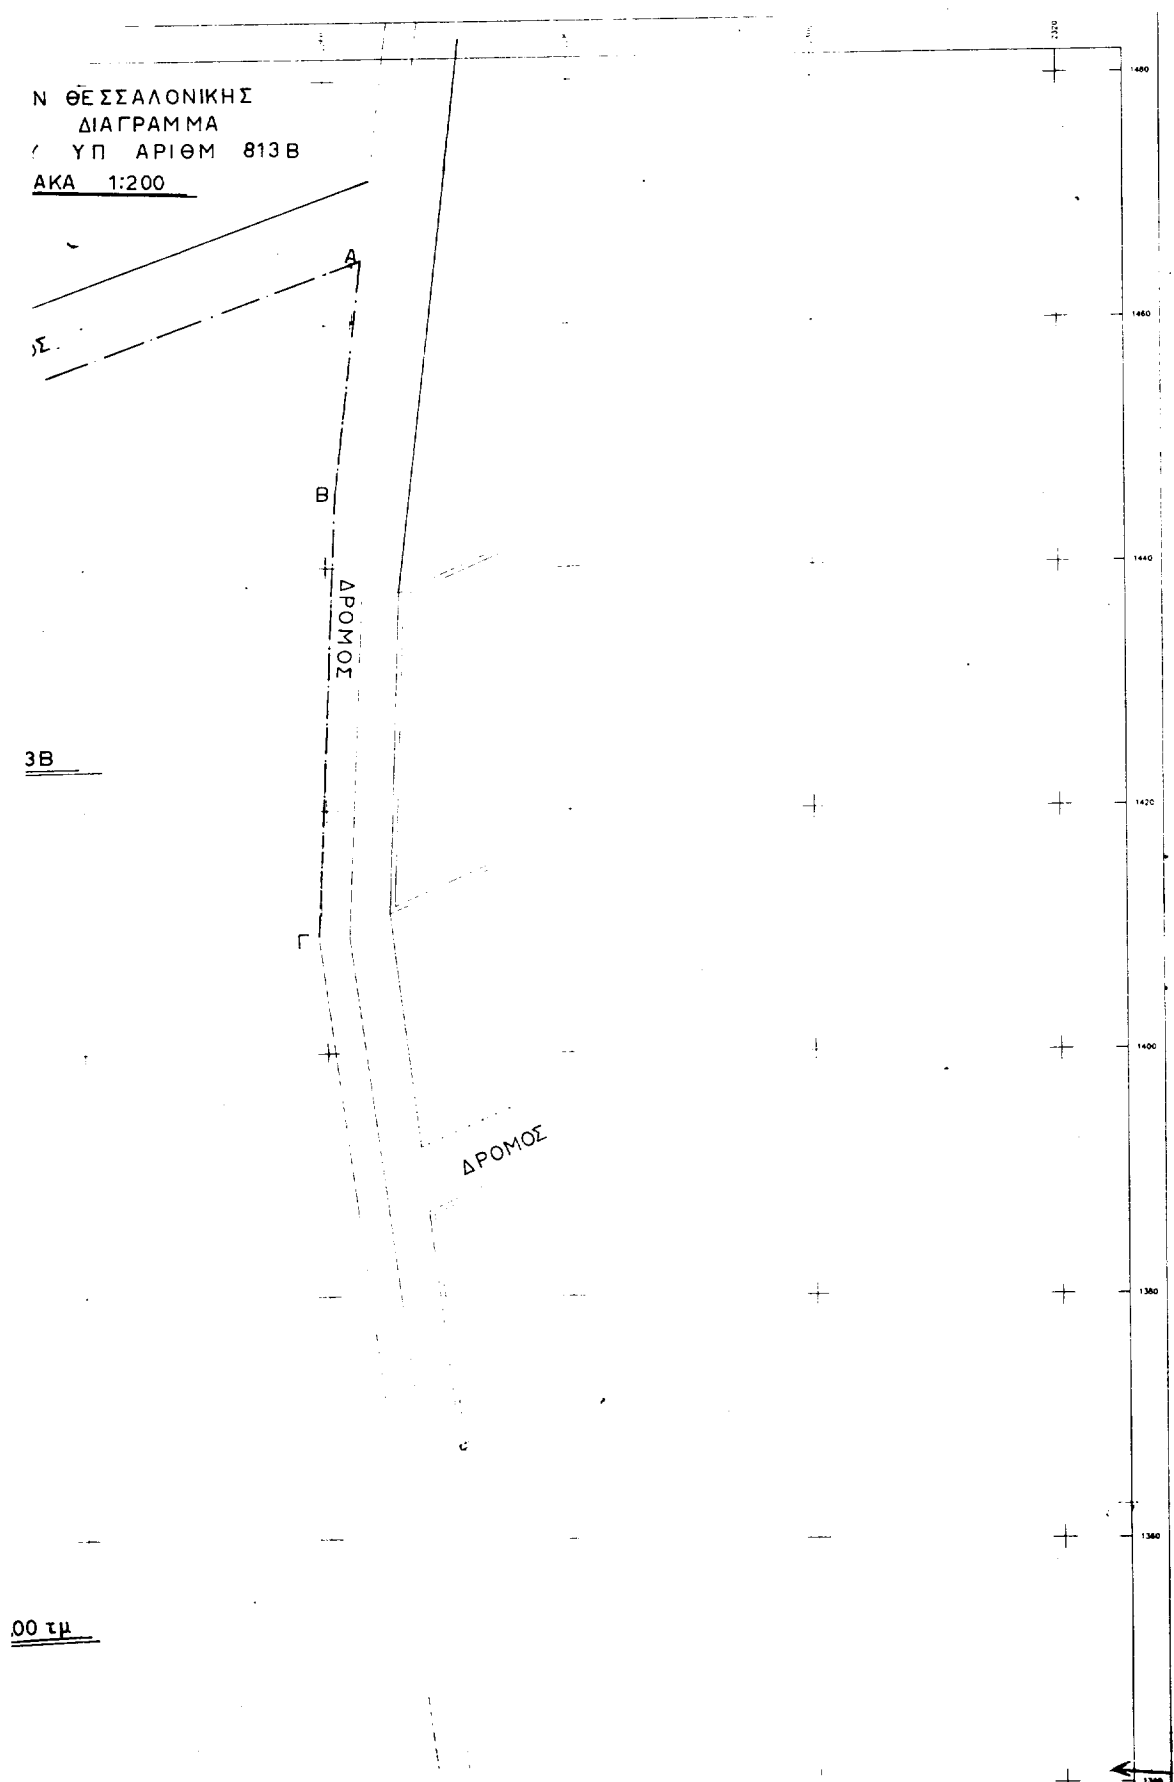 2320
1480
Ν ΘΕΣΣΑΛΟΝΙΚΗΣ
ΔΙΑΓΡΑΜΜΑ
ΥΠ ΑΡΙΘΜ 813Β
ΑΚΑ 1:200
Α
1460
Σ.
Β
1440
ΔΡΟΜΟΣ
3Β
1420
Γ
1400
ΔΡΟΜΟΣ
1380
1360
00 τμ